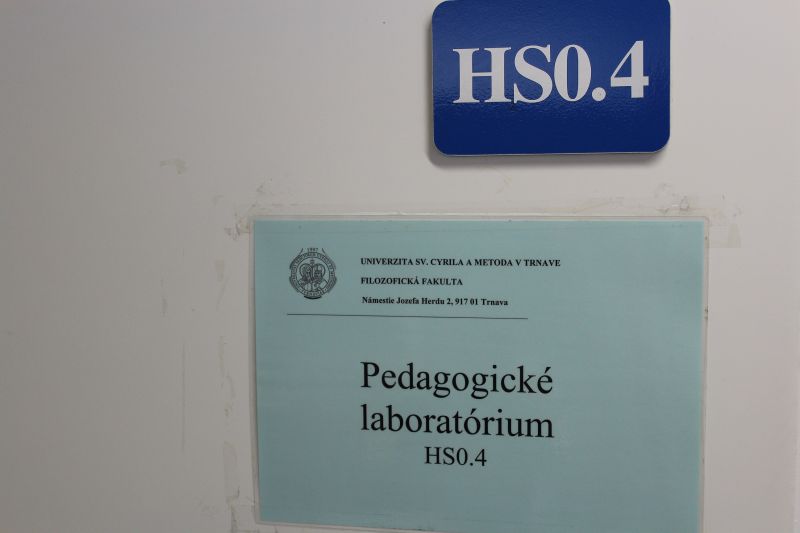 HS0.4
1997
UNIVERZITA SV. CYRILA A METODA V TRNAVE
FILOZOFICKÁ FAKULTA
Námestie Jozefa Herdu 2, 917 01 Trnava
Pedagogické
laboratórium
HS0.4